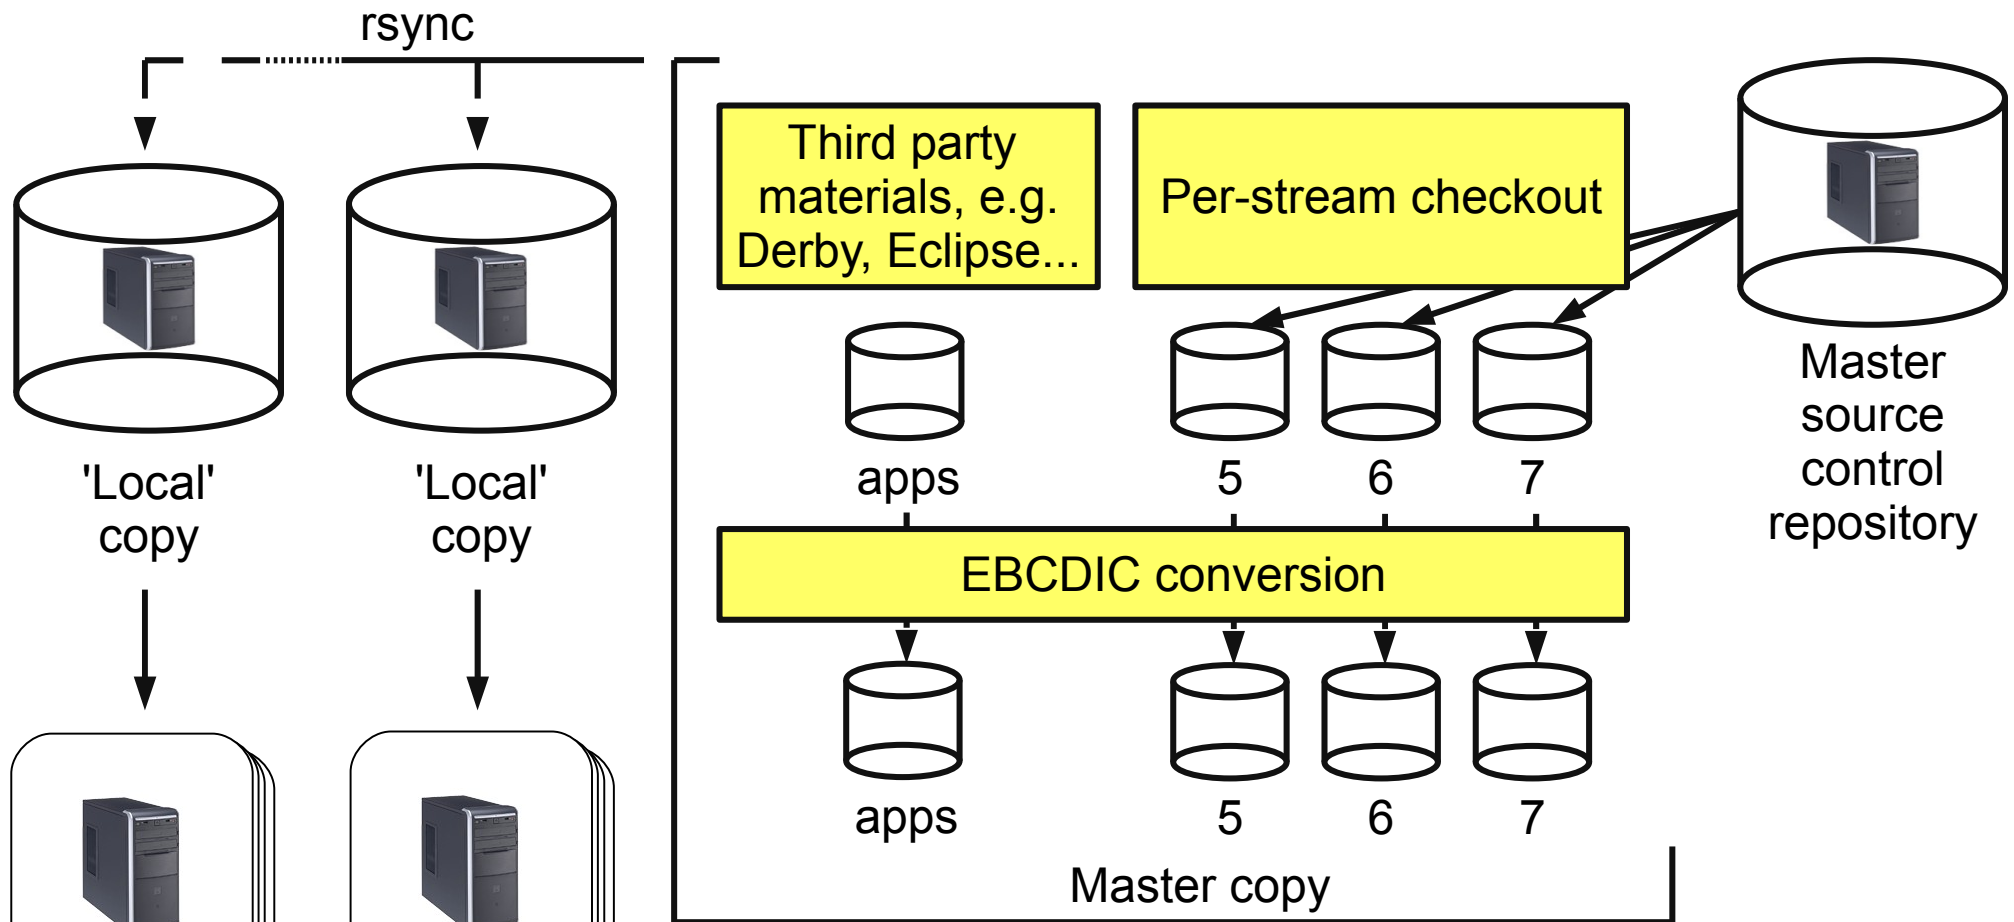 rsync
Third party
materials, e.g.
Derby, Eclipse...
Per-stream checkout
'Local'
copy
'Local'
copy
apps
5
6
7
Master
source
control
repository
EBCDIC conversion
apps
5
6
7
Master copy